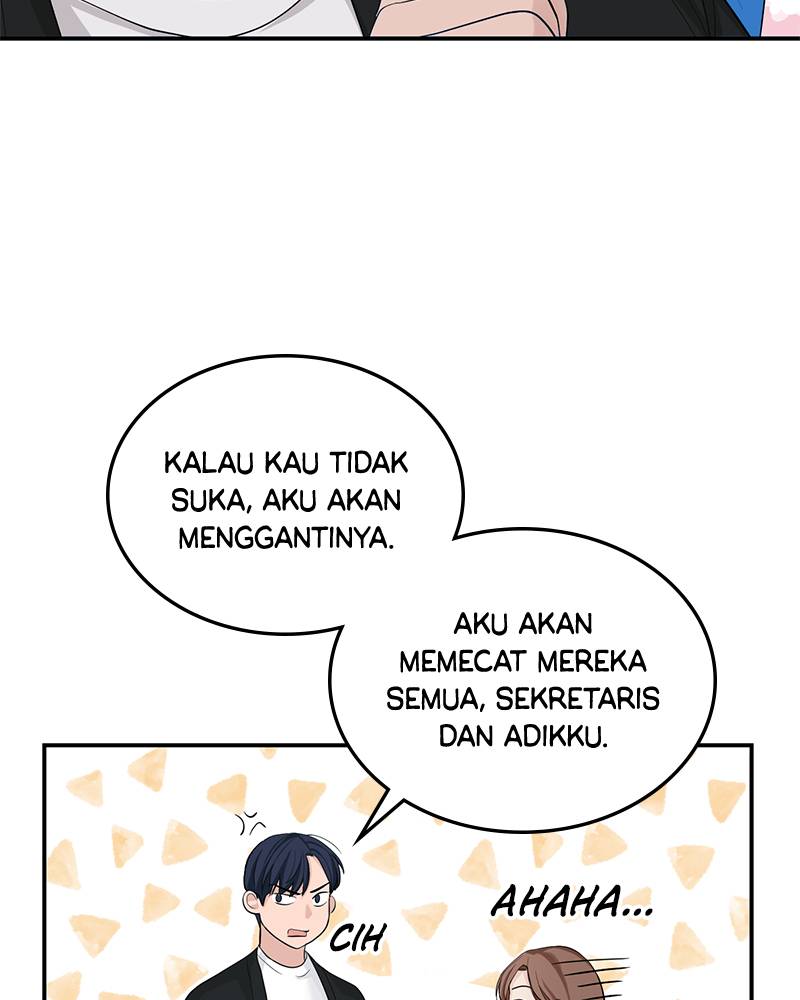 KALAU KAU TIDAK
SUKA, AKU AKAN
MENGGANTINYA.
AKU AKAN
MEMECAT MEREKA
SEMUA, SEKRETARIS
DAN ADIKKU.
CIH
AHAHA...